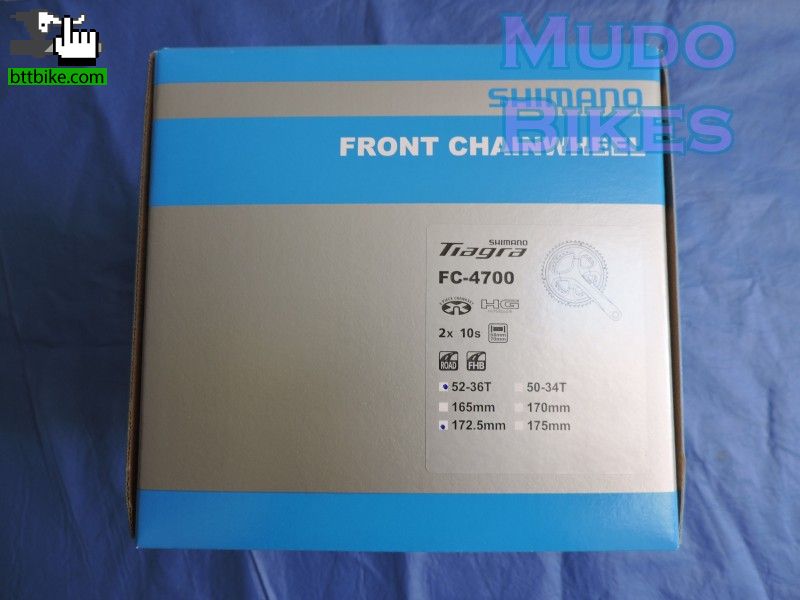 bttbike.com
MUDO
SHIMANO
BIKES
FRONT CHAINWHEEL
SHIMANO
Tiagra
FC-4700
HG
2x 10s
ROAD FHB
52-36T 50-34T
165mm 170mm
172.5mm 175mm